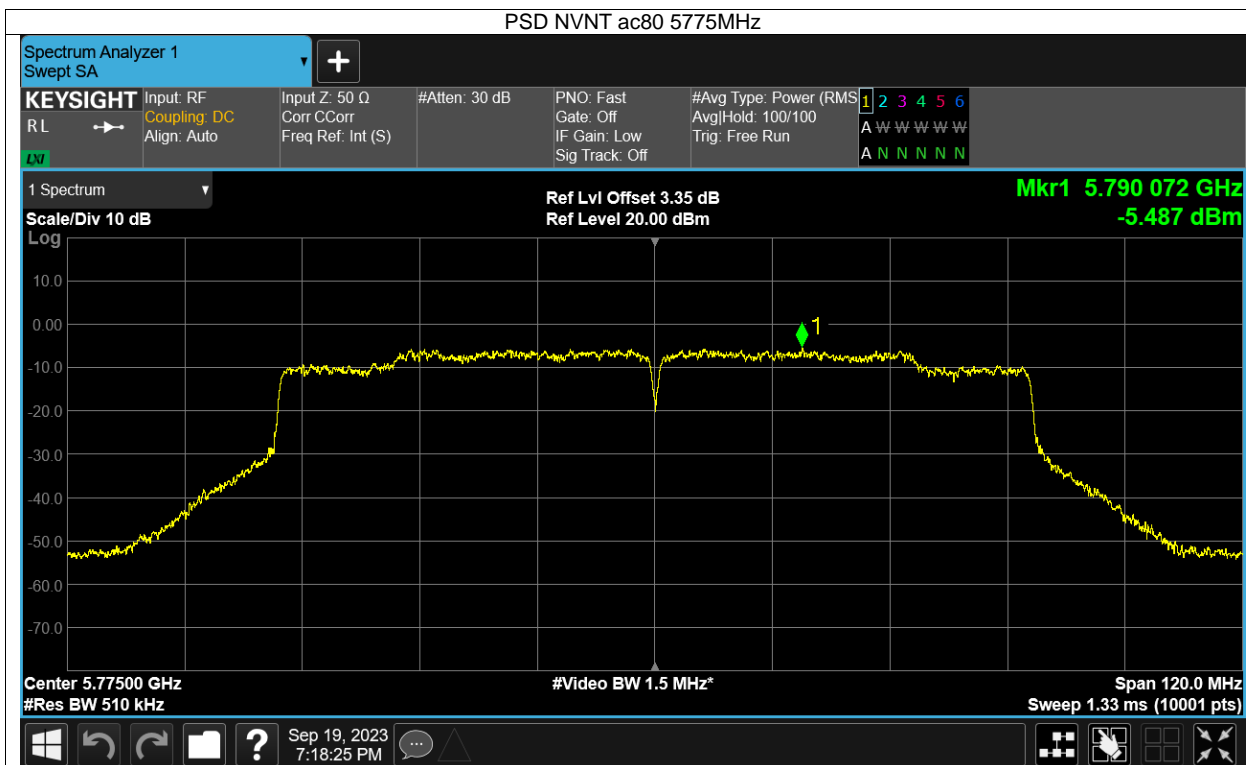 PSD NVNT ac80 5775MHz
Spectrum Analyzer 1
Swept SA
+
KEYSIGHT
RL
LXI
Input: RF
Coupling: DC
Align: Auto
Input Z: 50 Ω
Corr CCorr
Freq Ref: Int (S)
#Atten: 30 dB
PNO: Fast
Gate: Off
IF Gain: Low
Sig Track: Off
#Avg Type: Power (RMS
Avg|Hold: 100/100
Trig: Free Run
1 2 3 4 5 6
A W W W W W
A N N N N N
1 Spectrum
Scale/Div 10 dB
Log
Ref Lvl Offset 3.35 dB
Ref Level 20.00 dBm
Mkr1 5.790 072 GHz
-5.487 dBm
10.0
0.00
1
-10.0
-20.0
-30.0
-40.0
-50.0
-60.0
-70.0
Center 5.77500 GHz
#Res BW 510 kHz
#Video BW 1.5 MHz*
Span 120.0 MHz
Sweep 1.33 ms (10001 pts)
?
Sep 19, 2023
7:18:25 PM